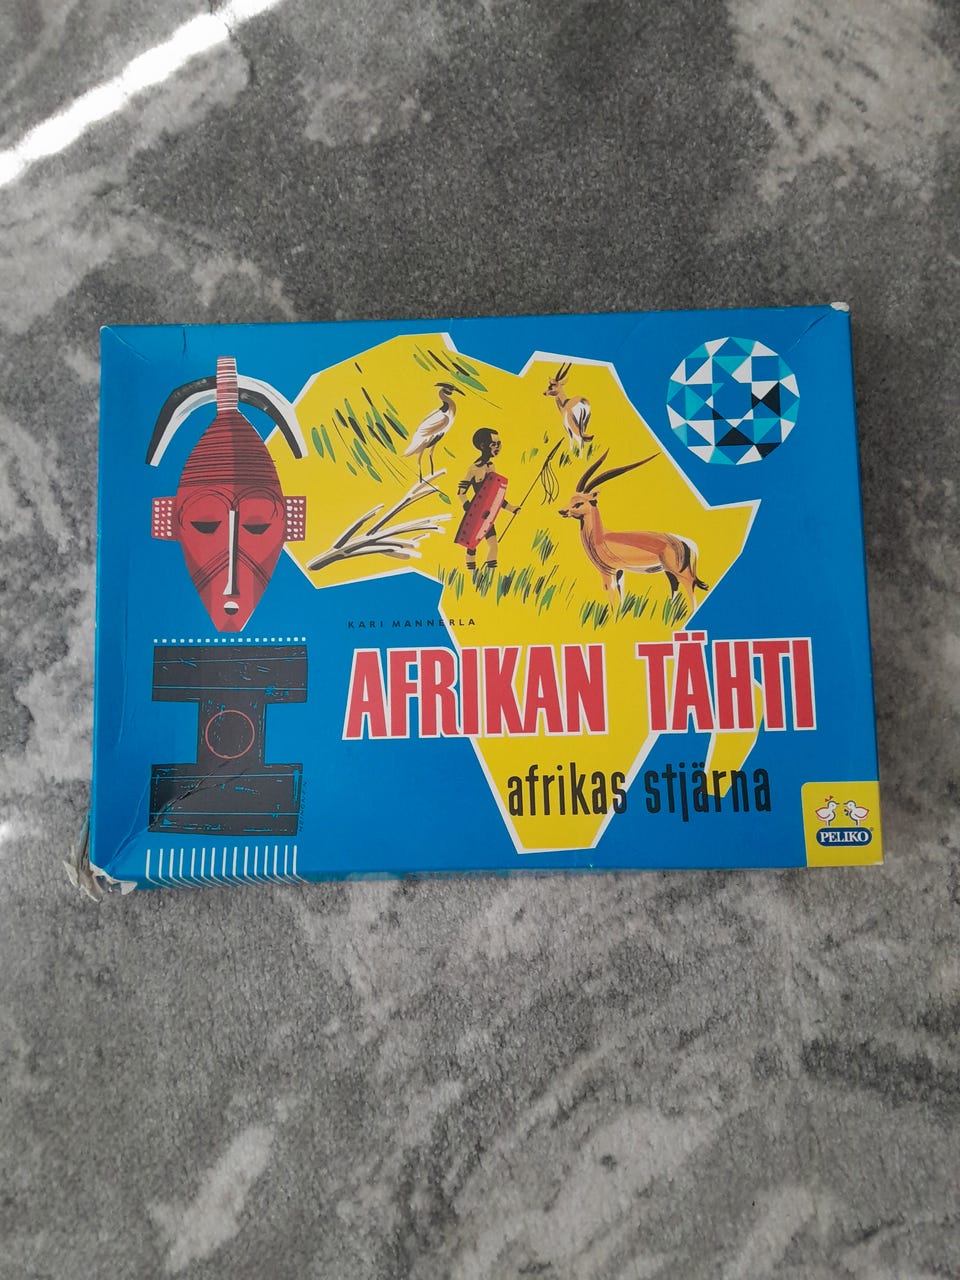 KARI MANNERLA
AFRIKAN TÄHTI
afrikas stjärna
PELIKO